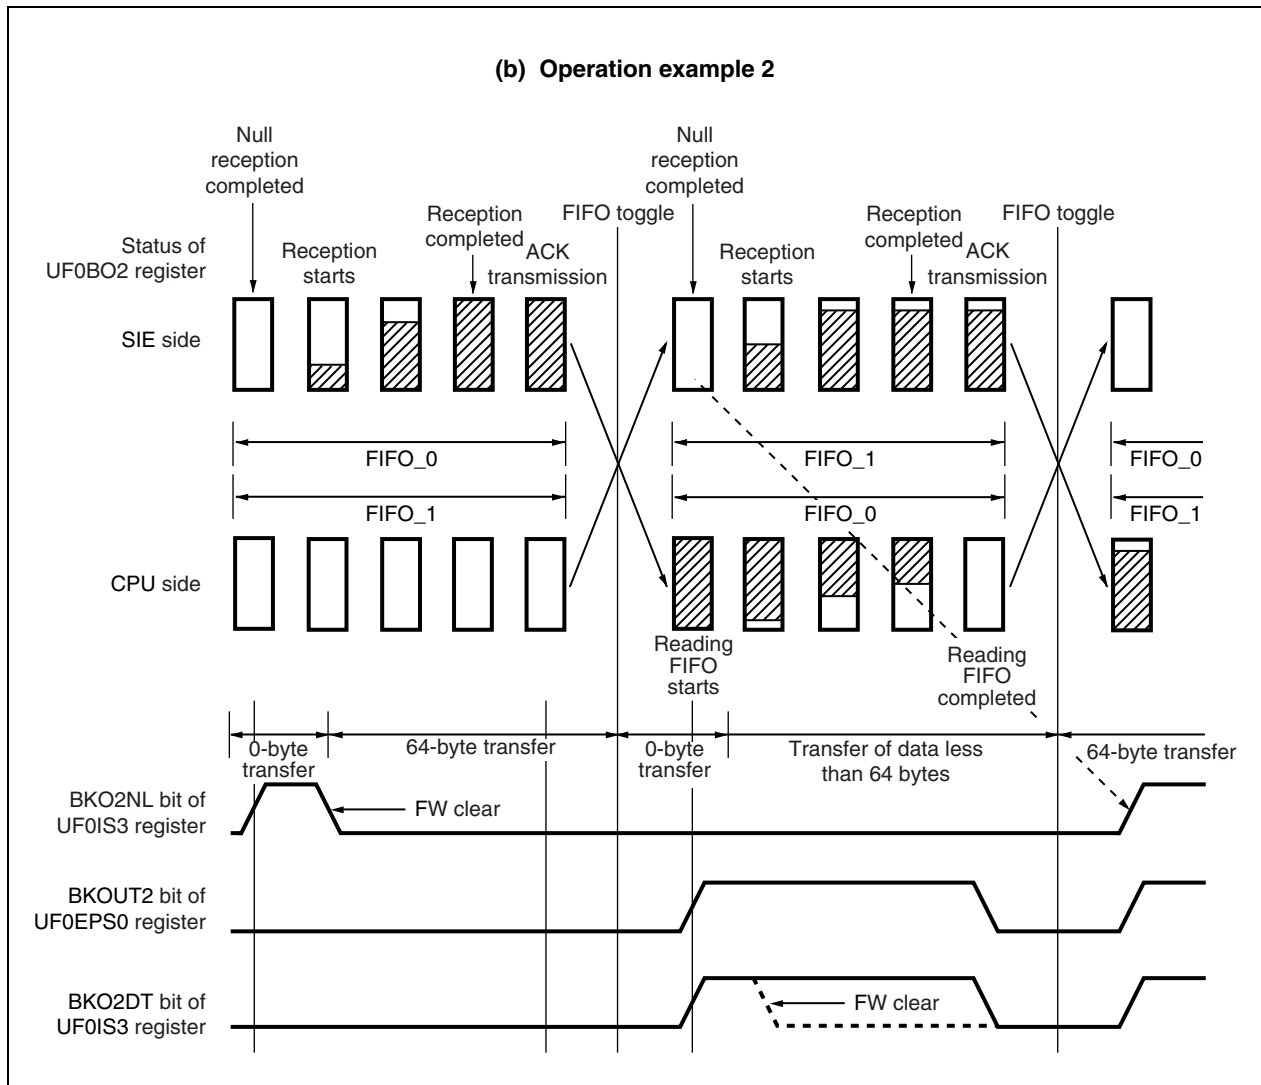 (b) Operation example 2
Null
reception
completed
Null
reception
completed
Reception
completed
FIFO toggle
Reception
completed
FIFO toggle
Status of
UF0BO2 register
Reception
starts
ACK
transmission
Reception
starts
ACK
transmission
SIE side
FIFO_0
FIFO_1
FIFO_0
FIFO_1
FIFO_0
FIFO_1
CPU side
Reading
FIFO
starts
Reading
FIFO
completed
0-byte
transfer
64-byte transfer
0-byte
transfer
Transfer of data less
than 64 bytes
64-byte transfer
BKO2NL bit of
UF0IS3 register
FW clear
BKOUT2 bit of
UF0EPS0 register
BKO2DT bit of
UF0IS3 register
FW clear